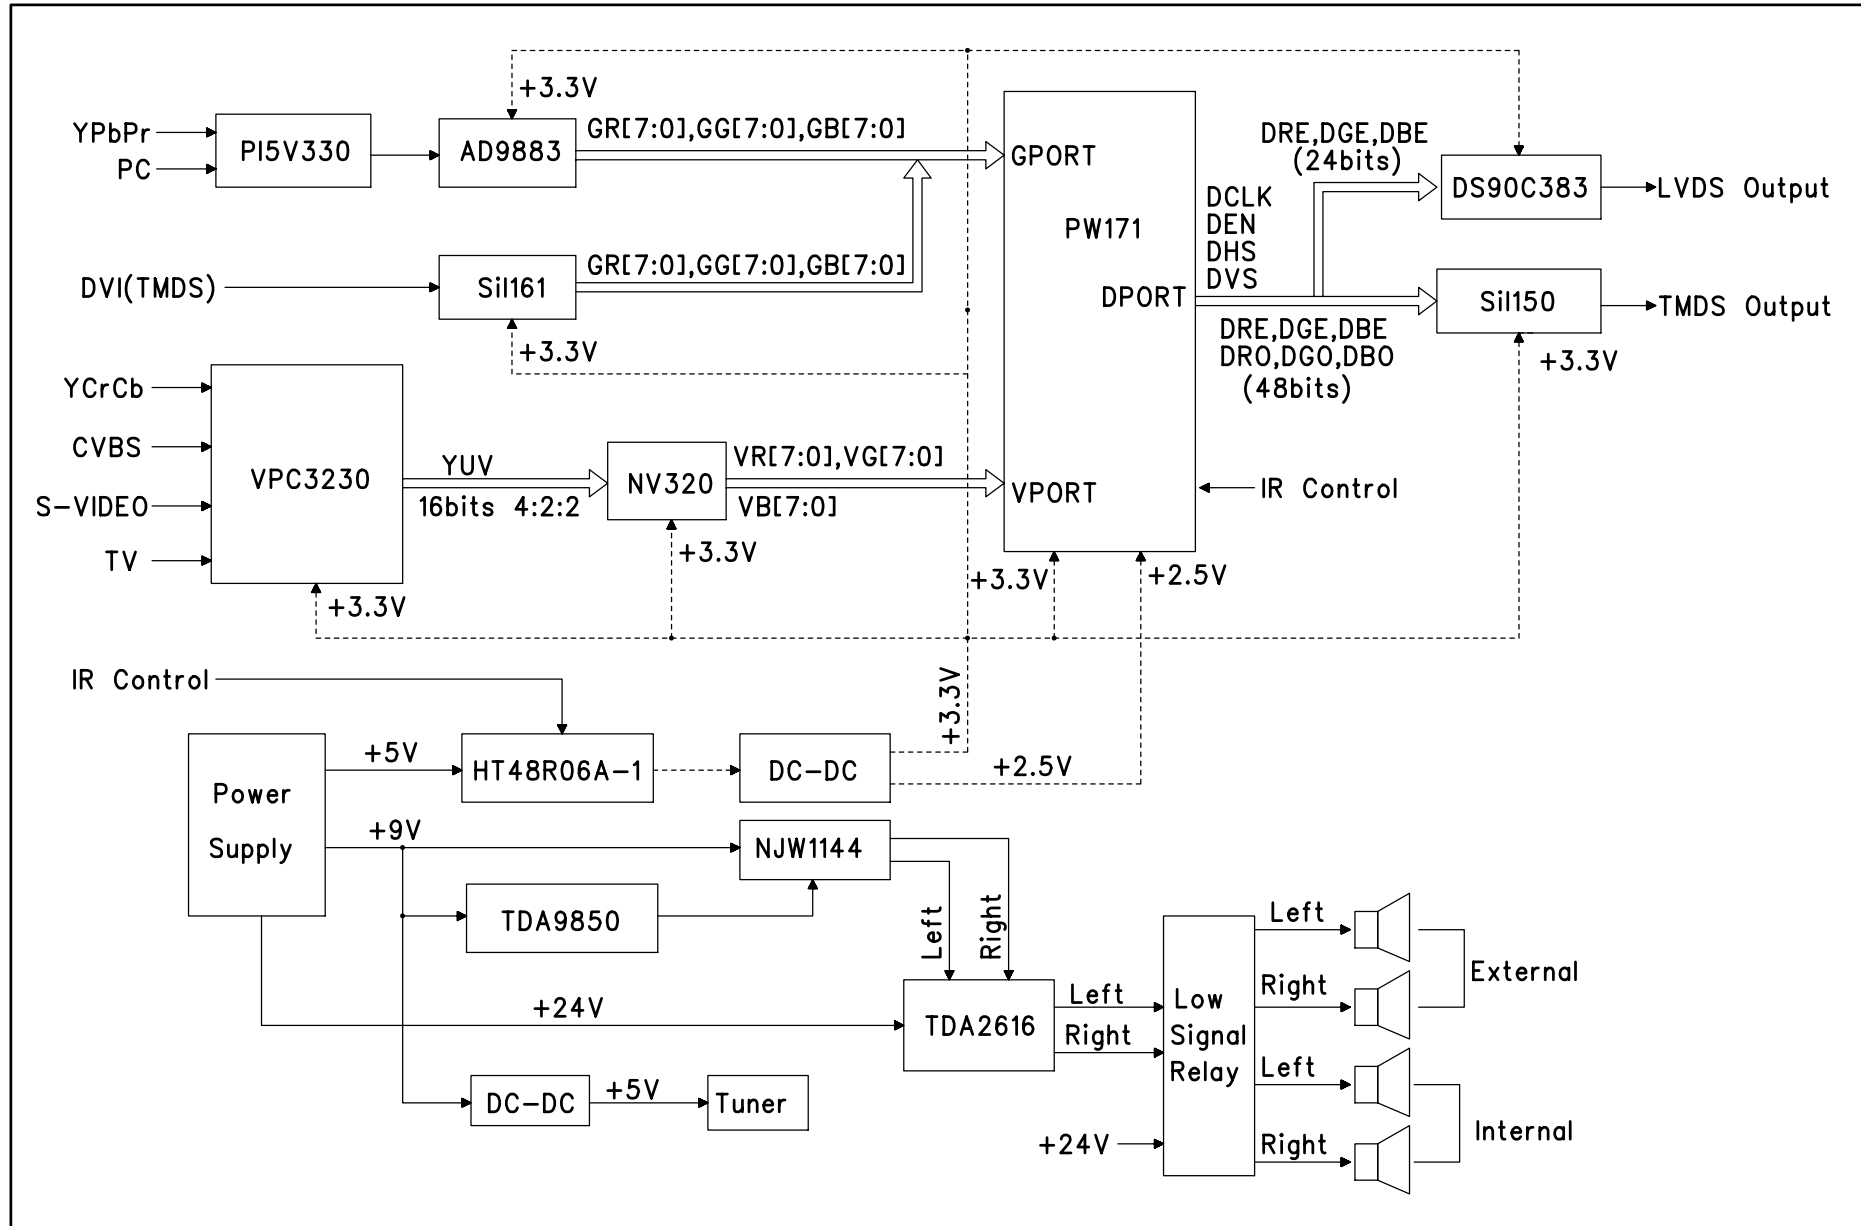 +3.3V
YPbPr
PC
PI5V330
AD9883
GR[7:0],GG[7:0],GB[7:0]
GPORT
PW171
DRE,DGE,DBE
(24bits)
DS90C383
LVDS Output
DCLK
DEN
DHS
DVS
DVI(TMDS)
SiI161
GR[7:0],GG[7:0],GB[7:0]
DPORT
SiI150
TMDS Output
+3.3V
DRE,DGE,DBE
DRO,DGO,DBO
(48bits)
+3.3V
YCrCb
CVBS
S-VIDEO
TV
VPC3230
YUV
16bits 4:2:2
NV320
VR[7:0],VG[7:0]
VB[7:0]
VPORT
IR Control
+3.3V
+3.3V
+3.3V
+2.5V
IR Control
+3.3V
Power
Supply
+5V
HT48R06A-1
DC-DC
+2.5V
+9V
NJW1144
TDA9850
Left
Right
+24V
TDA2616
Left
Right
Low
Signal
Relay
Left
Right
External
Left
Right
Internal
+24V
DC-DC
+5V
Tuner